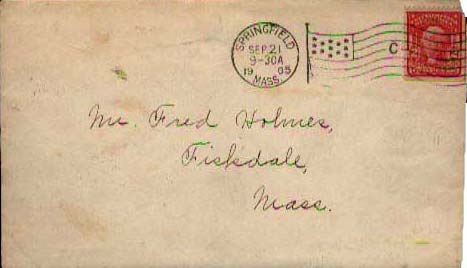 SPRINGFIELD
SEP. 21
9-30A
1905
MASS.
C
Mr. Fred Holmes,
Fiskdale,
Mass.